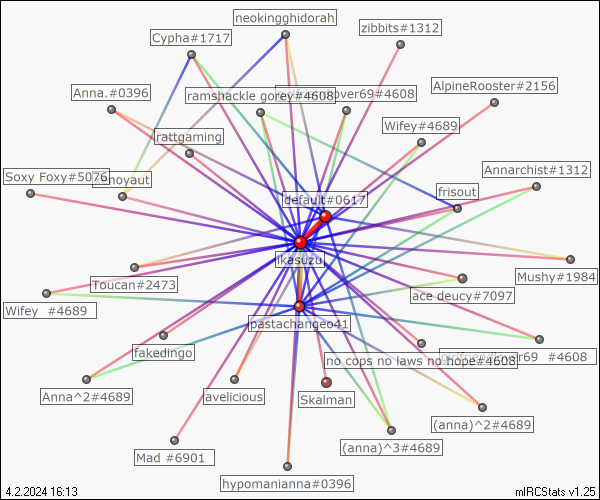 neokingghidorah
zibbits#1312
Cypha#1717
AlpineRooster#2156
Anna.#0396
ramshackle gorey#4608
over69#4608
Wifey#4689
rattgaming
Annarchist#1312
Soxy Foxy#5076
noyaut
frisout
default#0617
ikasuzu
Toucan#2473
Mushy#1984
ace deucy#7097
Wifey #4689
pastachangeo41
fakedingo
no cops no laws no hope#4608
er69 #4608
Anna^2#4689
avelicious
Skalman
(anna)^2#4689
(anna)^3#4689
Mad #6901
hypomanianna#0396
4.2.2024 16:13
mIRCStats v1.25